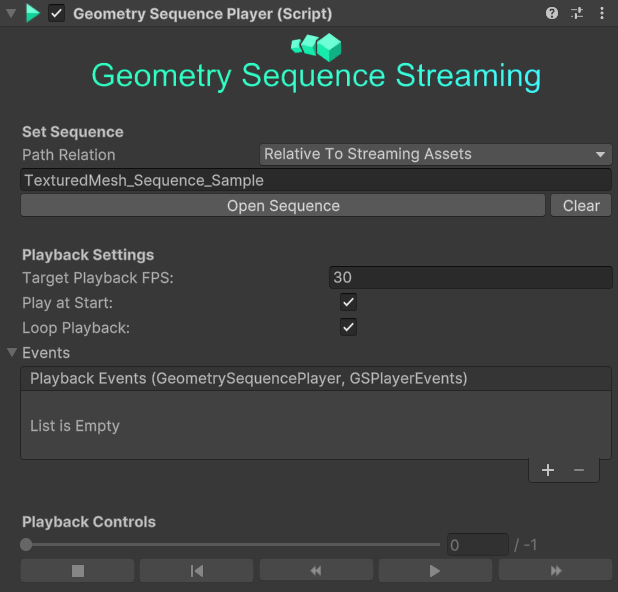 Geometry Sequence Player (Script)
Geometry Sequence Streaming
Set Sequence
Path Relation Relative To Streaming Assets
TexturedMesh_Sequence_Sample
Open Sequence Clear
Playback Settings
Target Playback FPS: 30
Play at Start:
Loop Playback:
Events
Playback Events (GeometrySequencePlayer, GSPlayerEvents)
List is Empty
+ −
Playback Controls
0 / -1